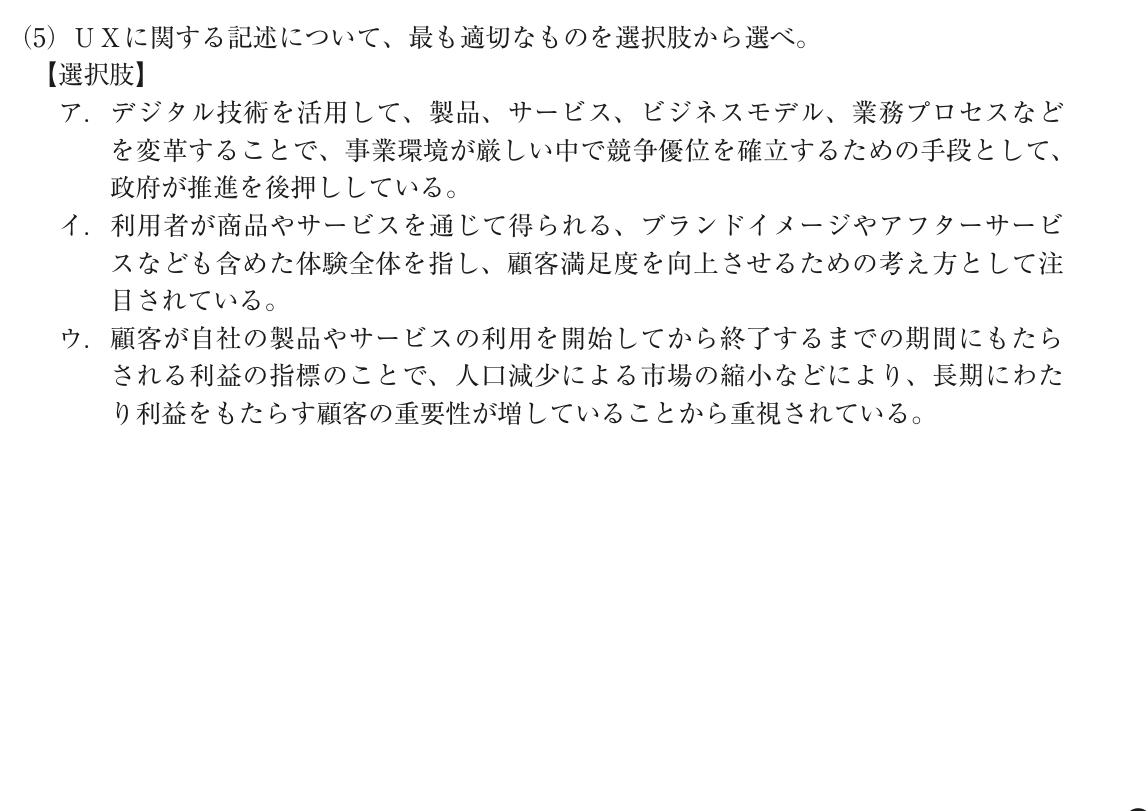 (5) ＵＸに関する記述について、最も適切なものを選択肢から選べ。
【選択肢】
ア．デジタル技術を活用して、製品、サービス、ビジネスモデル、業務プロセスなど
を変革することで、事業環境が厳しい中で競争優位を確立するための手段として、
政府が推進を後押ししている。
イ．利用者が商品やサービスを通じて得られる、ブランドイメージやアフターサービ
スなども含めた体験全体を指し、顧客満足度を向上させるための考え方として注
目されている。
ウ．顧客が自社の製品やサービスの利用を開始してから終了するまでの期間にもたら
される利益の指標のことで、人口減少による市場の縮小などにより、長期にわた
り利益をもたらす顧客の重要性が増していることから重視されている。